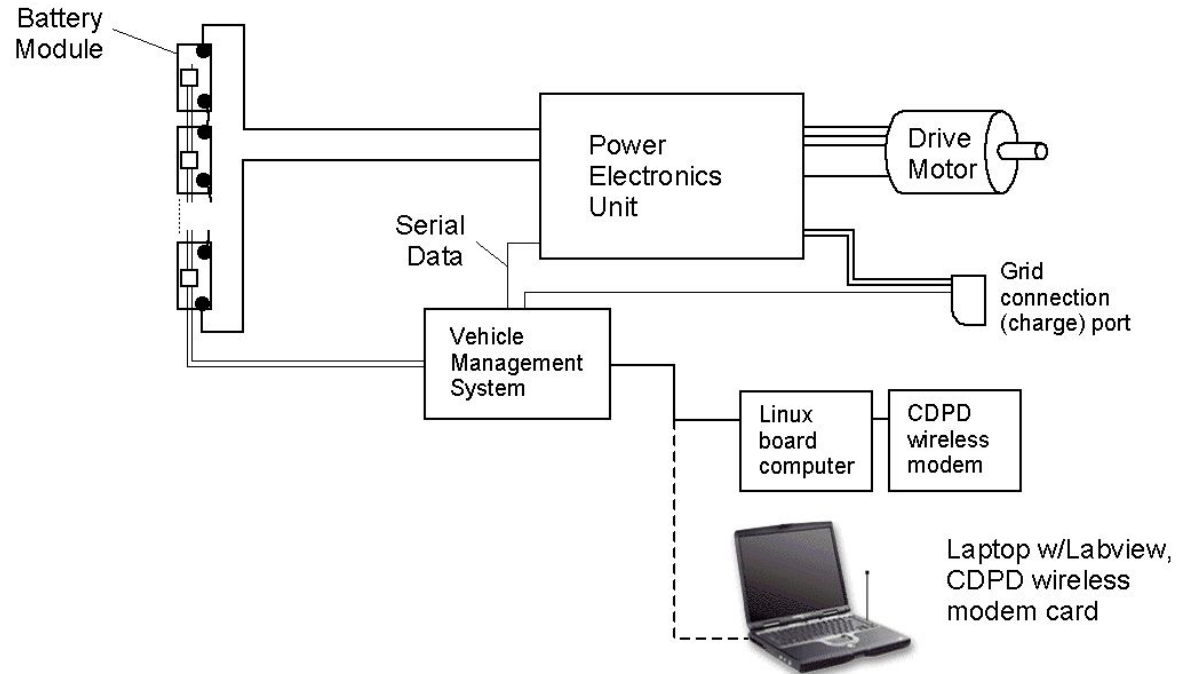 Battery
Module
Power
Electronics
Unit
Drive
Motor
Serial
Data
Grid
connection
(charge) port
Vehicle
Management
System
Linux
board
computer
CDPD
wireless
modem
Laptop w/Labview,
CDPD wireless
modem card